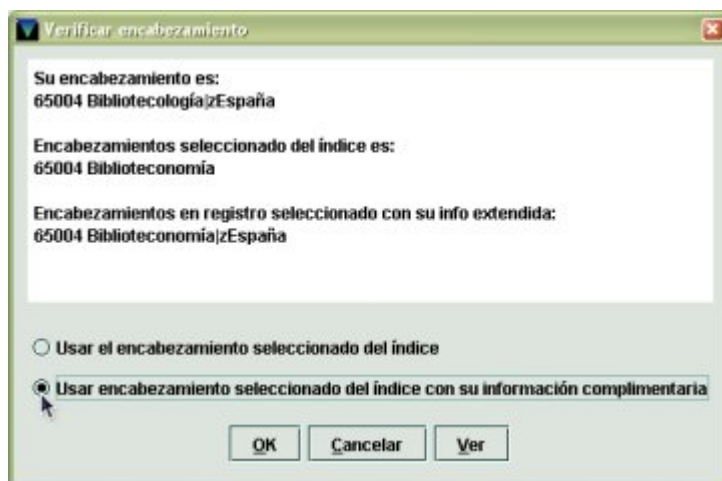 Verificar encabezamiento
Su encabezamiento es:
65004 Bibliotecología|zEspaña
Encabezamientos seleccionado del índice es:
65004 Biblioteconomía
Encabezamientos en registro seleccionado con su info extendida:
65004 Biblioteconomía|zEspaña
Usar el encabezamiento seleccionado del índice
Usar encabezamiento seleccionado del índice con su información complimentaria
OK Cancelar Ver